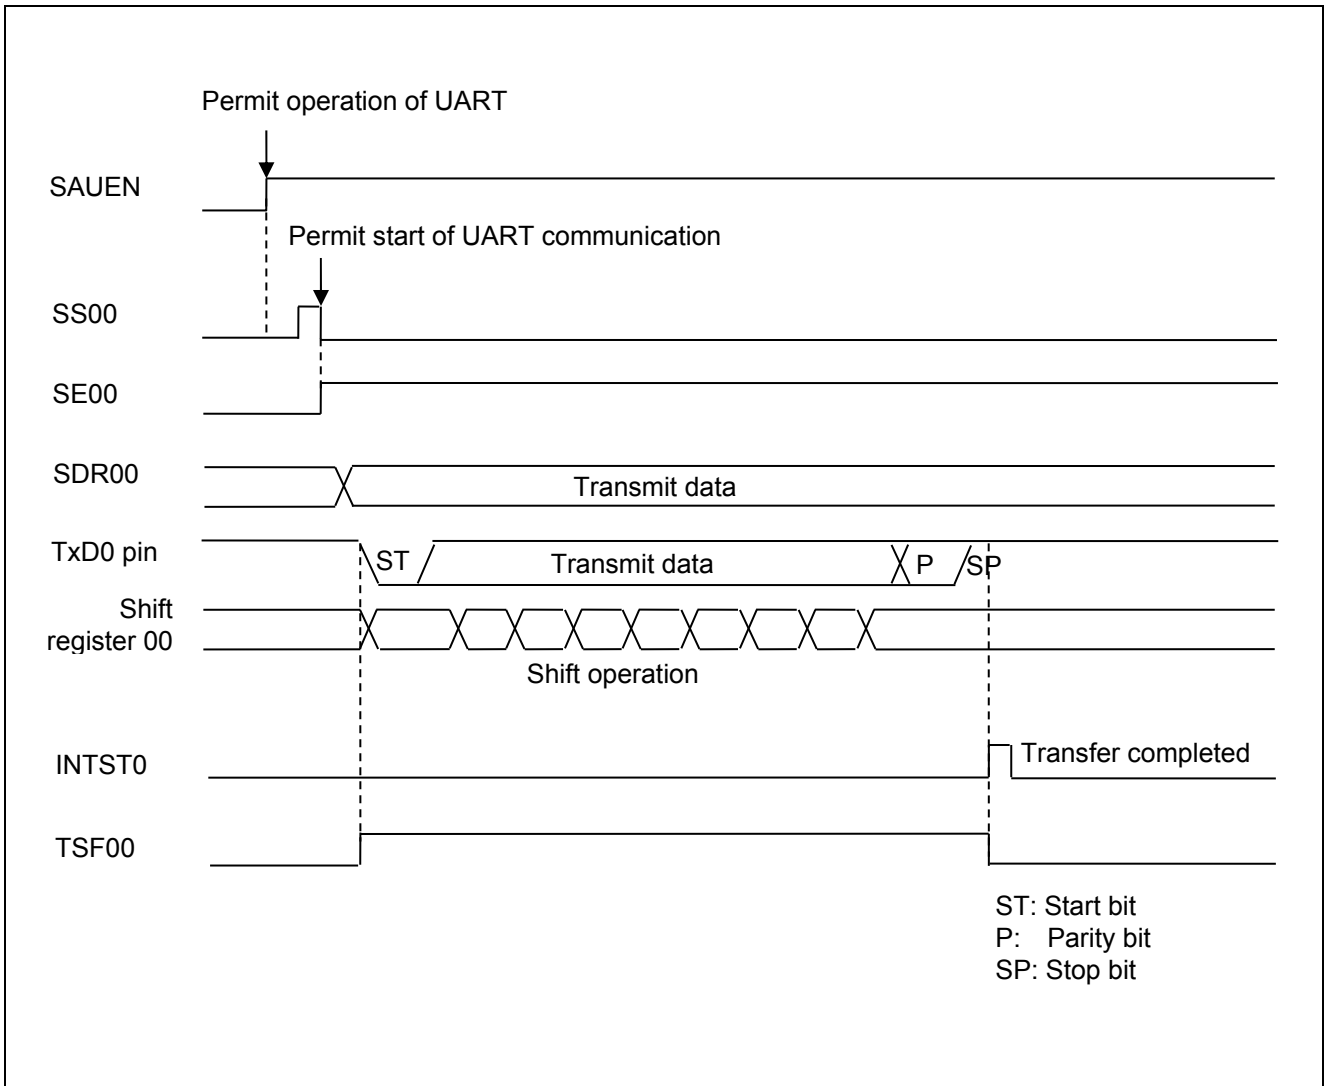 Permit operation of UART
SAUEN
Permit start of UART communication
SS00
SE00
SDR00
Transmit data
TxD0 pin
ST
Transmit data
P
SP
Shift
register 00
Shift operation
INTST0
Transfer completed
TSF00
ST: Start bit
P: Parity bit
SP: Stop bit